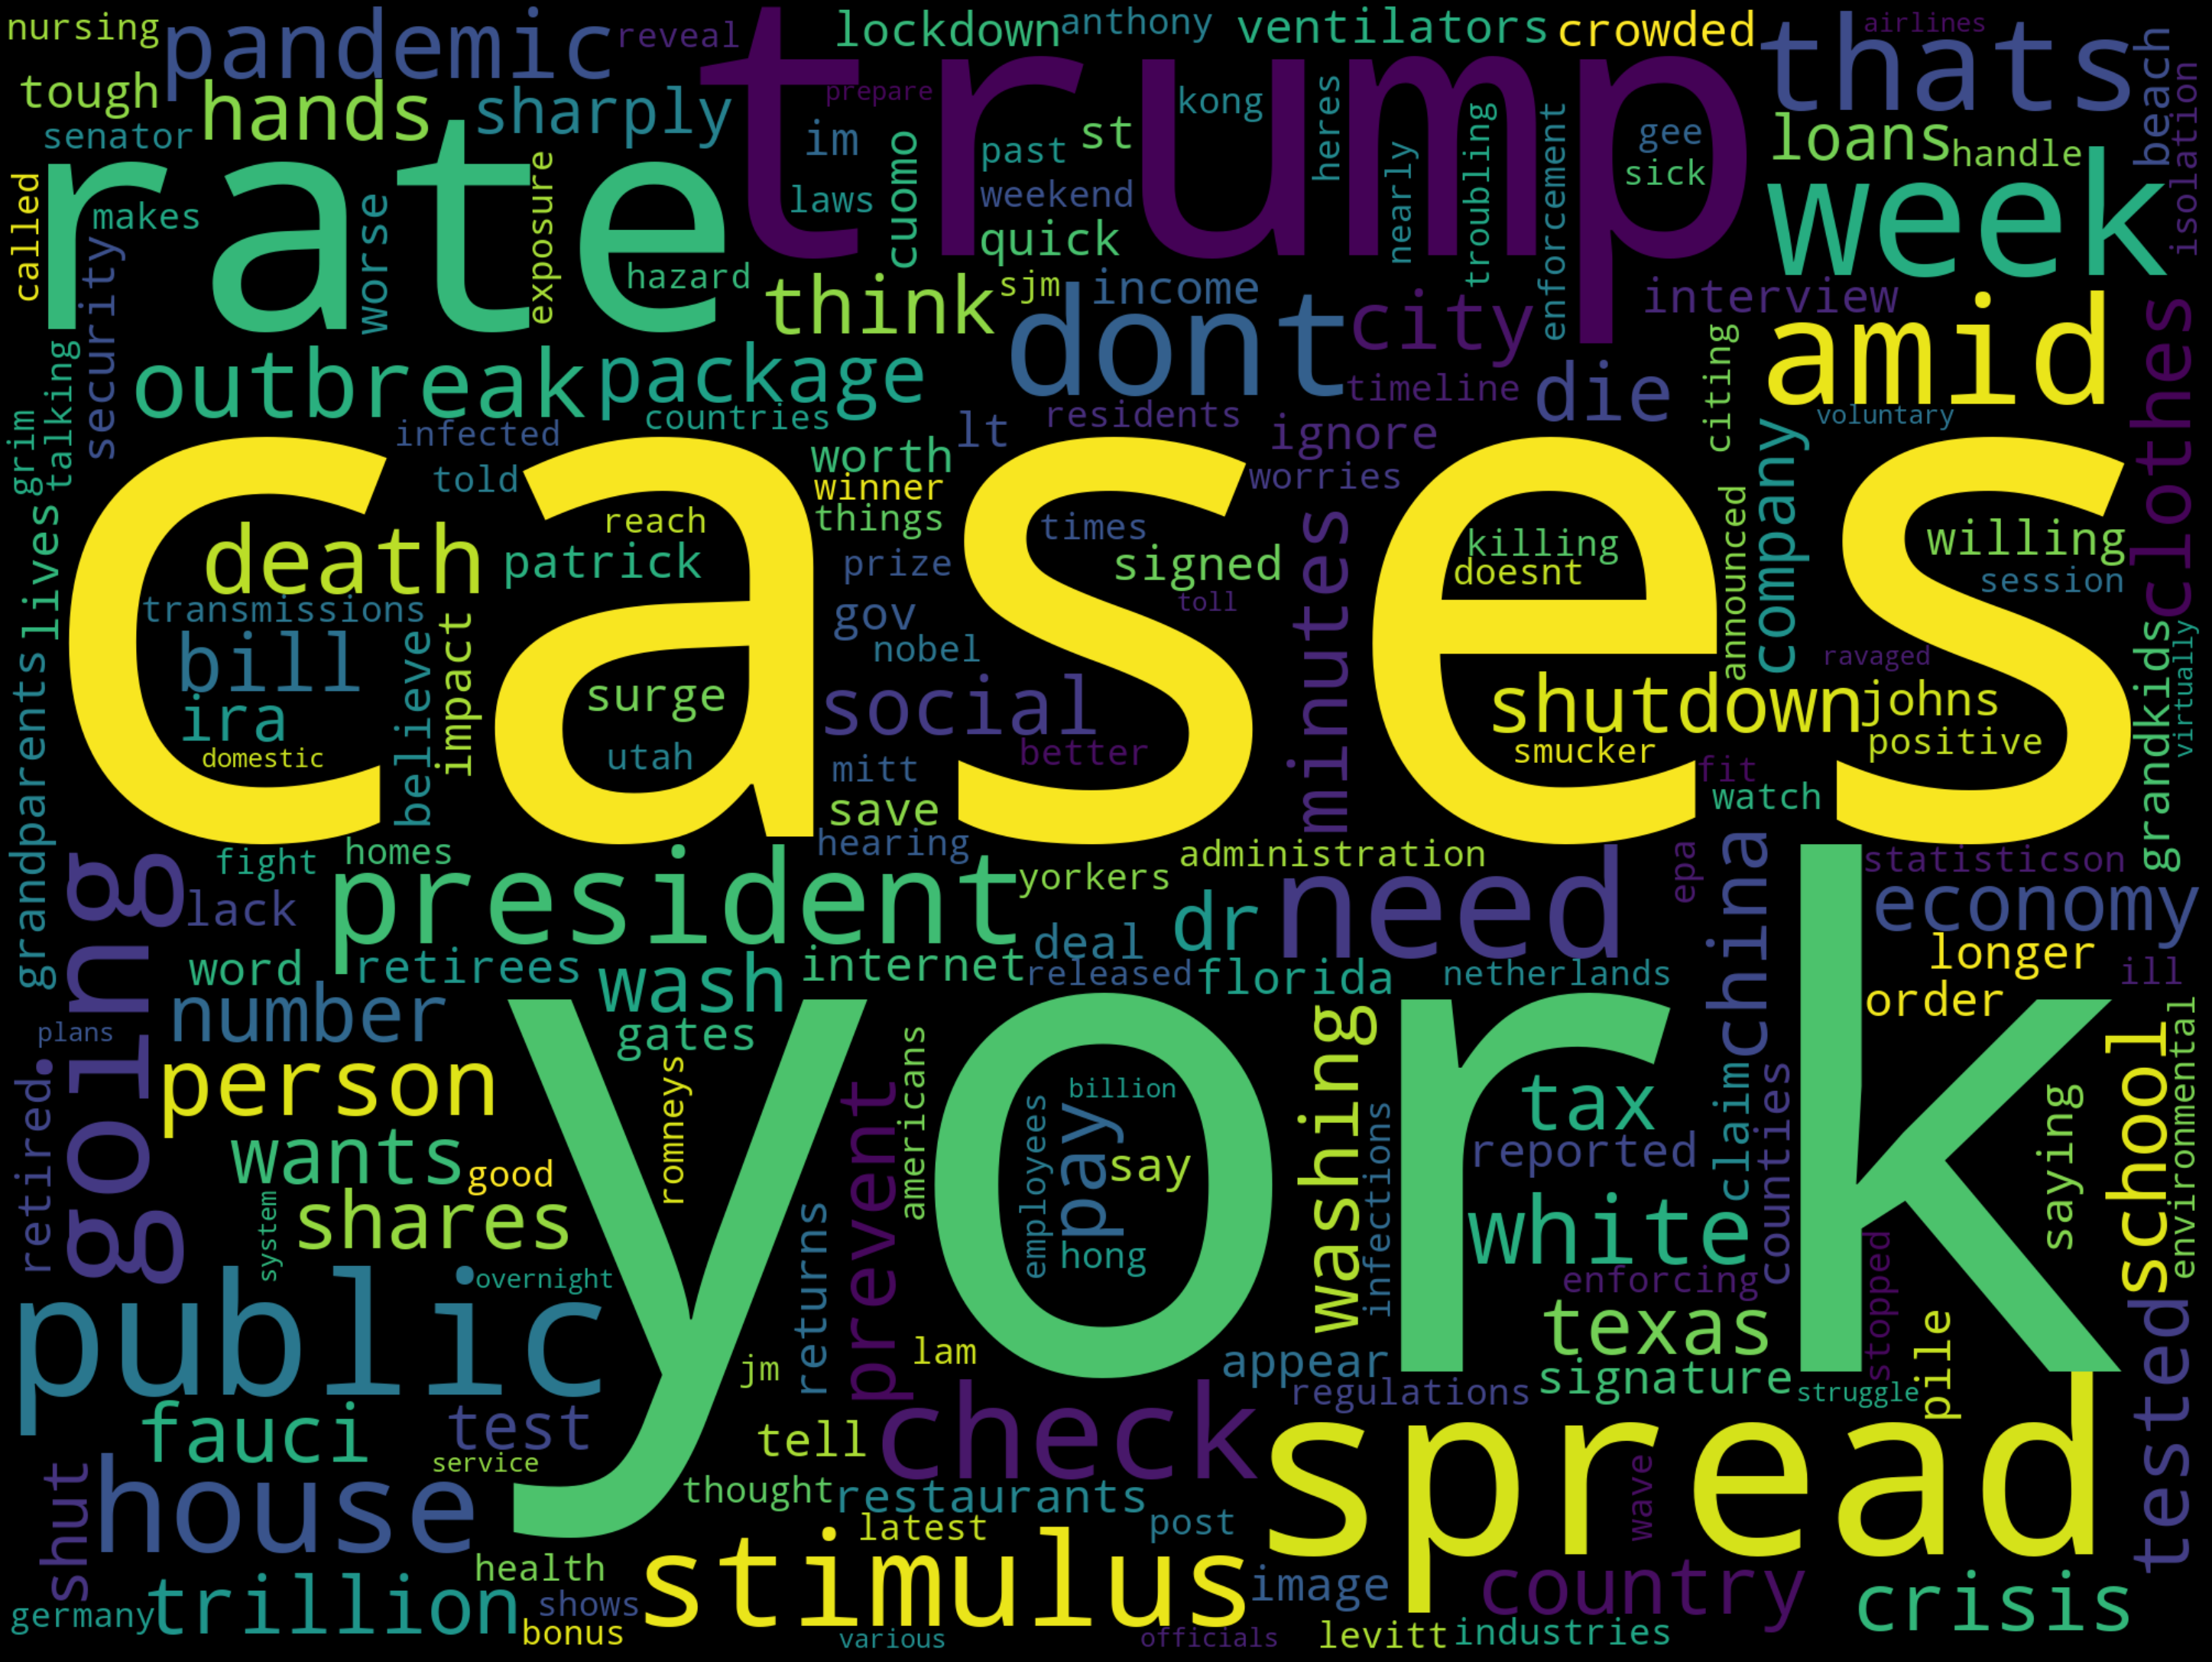 nursing
pandemic
reveal
trump
lockdown
anthony
ventilators
crowded
thats
airlines
beach
isolation
tough
hands
sharply
prepare
im
st
kong
heres
gee
sick
loans
handle
senator
rate
cuomo
past
nearly
troubling
enforcement
week
called
makes
worse
exposure
laws
weekend
quick
security
hazard
think
sjm
income
dont
city
interview
amid
clothes
outbreak
package
timeline
die
citing
talking
grim
countries
infected
lt
residents
ignore
voluntary
company
told
worth
winner
things
worries
cases
death
reach
patrick
times
prize
signed
minutes
killing
doesnt
announced
willing
session
lives
transmissions
gov
toll
bill
believe
impact
nobel
grandparents
ira
surge
social
shutdown
johns
ravaged
grandkids
virtually
domestic
utah
mitt
better
smucker
positive
fit
watch
save
going
fight
homes
hearing
administration
epa
china
statisticson
president
yorkers
need
economy
lack
deal
dr
word
retirees
wash
internet
released
florida
netherlands
longer
ill
number
gates
order
plans
york
person
romneys
americans
billion
washing
tax
claim
counties
school
environmental
retired
prevent
employees
pay
say
infections
reported
saying
wants
good
system
shares
hong
white
public
overnight
returns
enforcing
stopped
texas
jm
lam
appear
signature
struggle
pile
tested
regulations
fauci
test
check
spread
service
tell
shut
house
thought
restaurants
wave
latest
post
stimulus
health
image
country
crisis
germany
trillion
shows
bonus
various
officials
levitt
industries